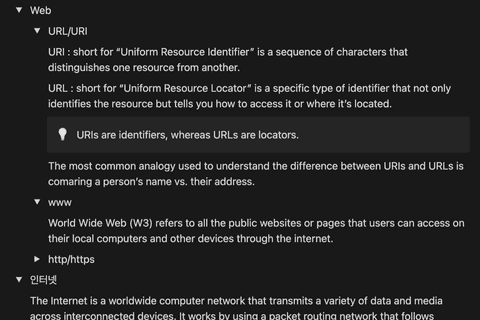 Web
URL/URI
URI : short for “Uniform Resource Identifier” is a sequence of characters that
distinguishes one resource from another.
URL : short for “Uniform Resource Locator” is a specific type of identifier that not only
identifies the resource but tells you how to access it or where it’s located.
URIs are identifiers, whereas URLs are locators.
The most common analogy used to understand the difference between URIs and URLs is
comaring a person’s name vs. their address.
www
World Wide Web (W3) refers to all the public websites or pages that users can access on
their local computers and other devices through the internet.
http/https
인터넷
The Internet is a worldwide computer network that transmits a variety of data and media
across interconnected devices. It works by using a packet routing network that follows